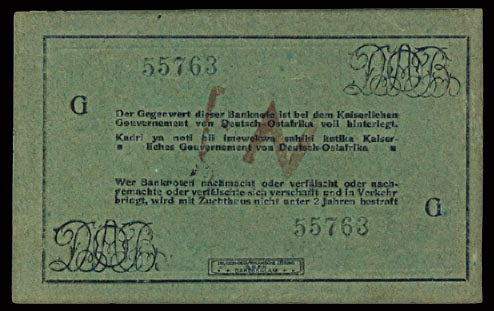 55763
G
Der Gegenwert dieser Banknote ist bei dem Kaiserlichen
Gouvernement von Deutsch-Ostafrika voll hinterlegt.
Kadri ya noti hii imewekwa sahihi katika Kaiser-
liches Gouvernement von Deutsch-Ostafrika
Wer Banknoten nachmacht oder verfälscht oder nach-
gemachte oder verfälschte sich verschafft und in Verkehr
bringt, wird mit Zuchthaus nicht unter 2 Jahren bestraft
G
55763
DARESSALAM